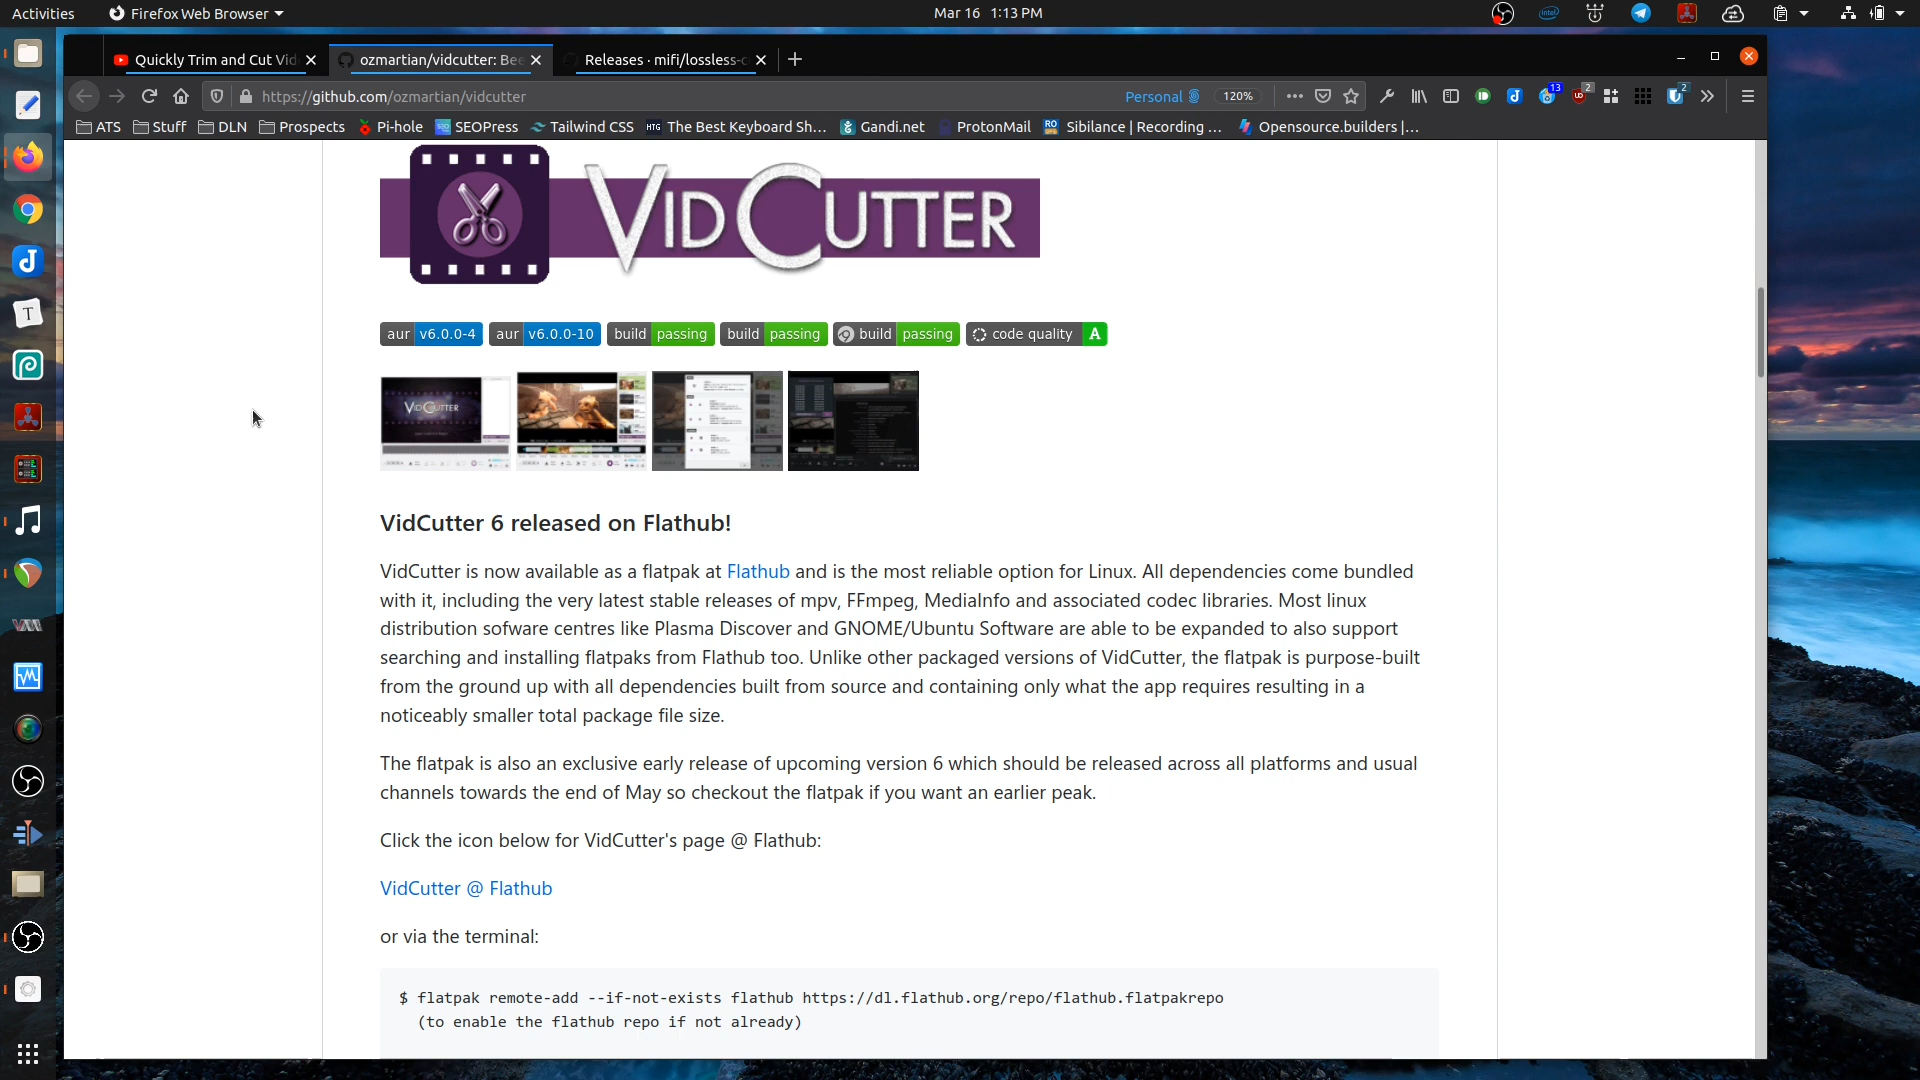 Activities
Firefox Web Browser
Mar 16 1:13 PM
intel
Quickly Trim and Cut Vid
ozmartian/vidcutter: Bee
Releases · mifi/lossless-c
https://github.com/ozmartian/vidcutter
Personal
120%
13
2
2
ATS
Stuff
DLN
Prospects
Pi-hole
SEOPress
Tailwind CSS
HTG The Best Keyboard Sh...
Gandi.net
ProtonMail
RO Sibilance | Recording ...
Opensource.builders |...
VIDCUTTER
aur v6.0.0-4
aur v6.0.0-10
build passing
build passing
build passing
code quality A
VIDCUTTER
VidCutter 6 released on Flathub!
VidCutter is now available as a flatpak at Flathub and is the most reliable option for Linux. All dependencies come bundled
with it, including the very latest stable releases of mpv, FFmpeg, MediaInfo and associated codec libraries. Most linux
distribution sofware centres like Plasma Discover and GNOME/Ubuntu Software are able to be expanded to also support
searching and installing flatpaks from Flathub too. Unlike other packaged versions of VidCutter, the flatpak is purpose-built
from the ground up with all dependencies built from source and containing only what the app requires resulting in a
noticeably smaller total package file size.
The flatpak is also an exclusive early release of upcoming version 6 which should be released across all platforms and usual
channels towards the end of May so checkout the flatpak if you want an earlier peak.
Click the icon below for VidCutter's page @ Flathub:
VidCutter @ Flathub
or via the terminal:
$ flatpak remote-add --if-not-exists flathub https://dl.flathub.org/repo/flathub.flatpakrepo
(to enable the flathub repo if not already)